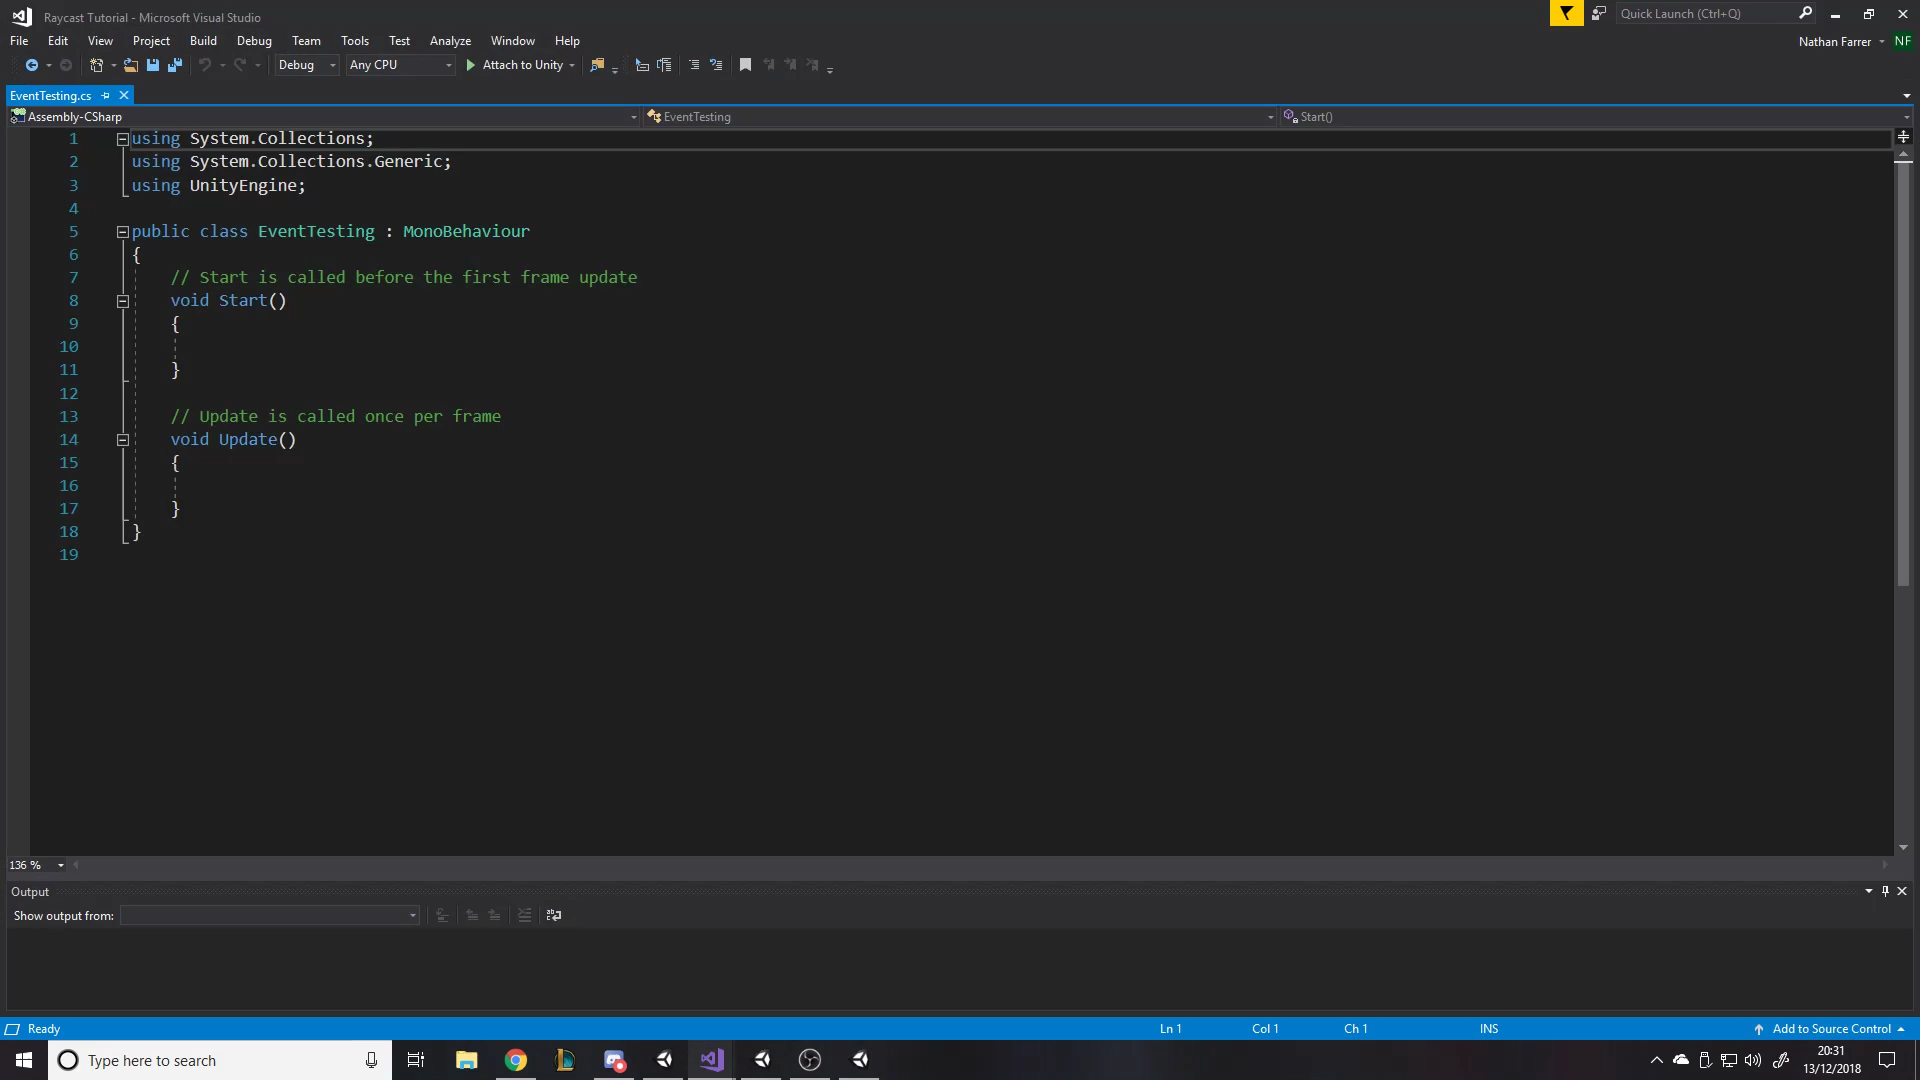 Raycast Tutorial - Microsoft Visual Studio
Quick Launch (Ctrl+Q)
File Edit View Project Build Debug Team Tools Test Analyze Window Help
Nathan Farrer NF
Debug Any CPU Attach to Unity
EventTesting.cs
Assembly-CSharp EventTesting Start()
1 using System.Collections;
2 using System.Collections.Generic;
3 using UnityEngine;
4
5 public class EventTesting : MonoBehaviour
6 {
7 // Start is called before the first frame update
8 void Start()
9 {
10
11 }
12
13 // Update is called once per frame
14 void Update()
15 {
16
17 }
18 }
19
136 %
Output
Show output from:
Ready Ln 1 Col 1 Ch 1 INS Add to Source Control
Type here to search
20:31
13/12/2018